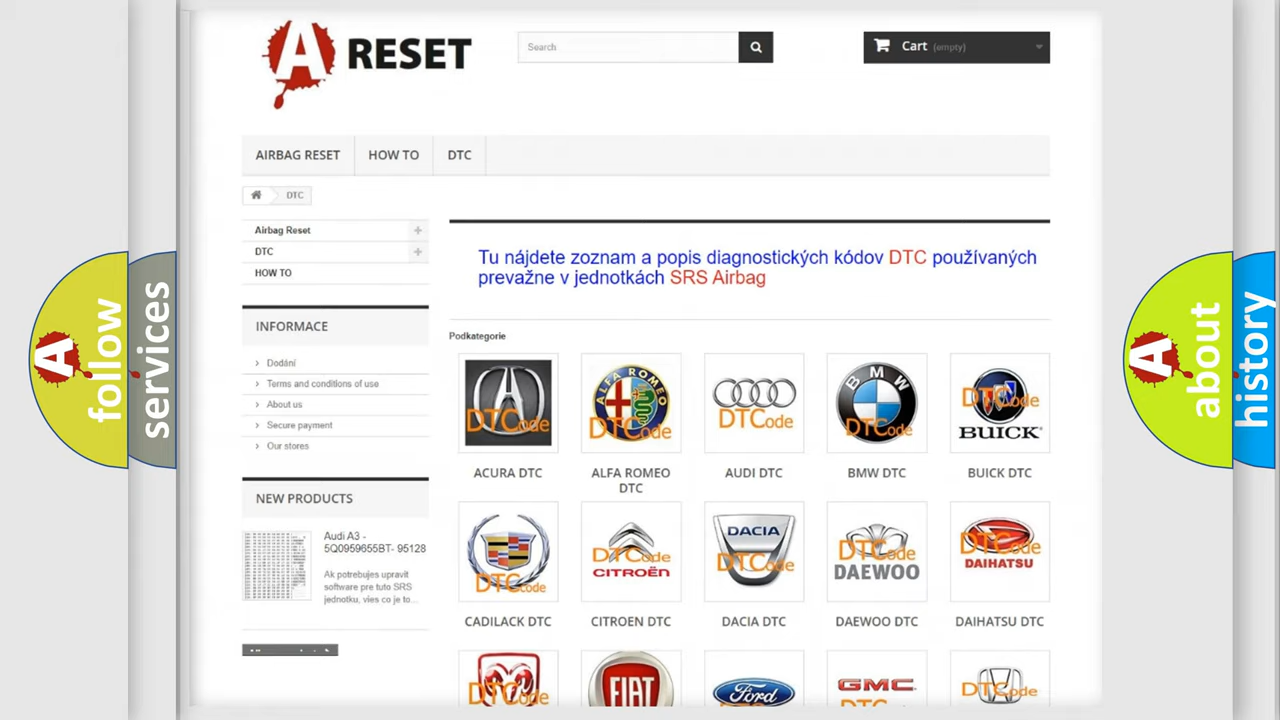 A RESET
Search
Cart (empty)
AIRBAG RESET
HOW TO
DTC
DTC
Airbag Reset
DTC
HOW TO
Tu nájdete zoznam a popis diagnostických kódov DTC používaných
prevažne v jednotkách SRS Airbag
INFORMACE
Dodání
Terms and conditions of use
About us
Secure payment
Our stores
Podkategorie
DTCode
ACURA DTC
ALFA ROMEO
DTCode
ALFA ROMEO
DTC
DTCode
AUDI DTC
BMW
DTCode
BMW DTC
DTCode
BUICK
BUICK DTC
NEW PRODUCTS
Audi A3 -
5Q0959655BT- 95128
Ak potrebujes upravit
software pre tuto SRS
jednotku, vies co je to...
DTCode
CADILACK DTC
DTCode
CITROËN
CITROEN DTC
DACIA
DTCode
DACIA DTC
DTCode
DAEWOO
DAEWOO DTC
DTCode
DAIHATSU
DAIHATSU DTC
DTCode
FIAT
Ford
GMC
DTCode
A follow
services
A about
history